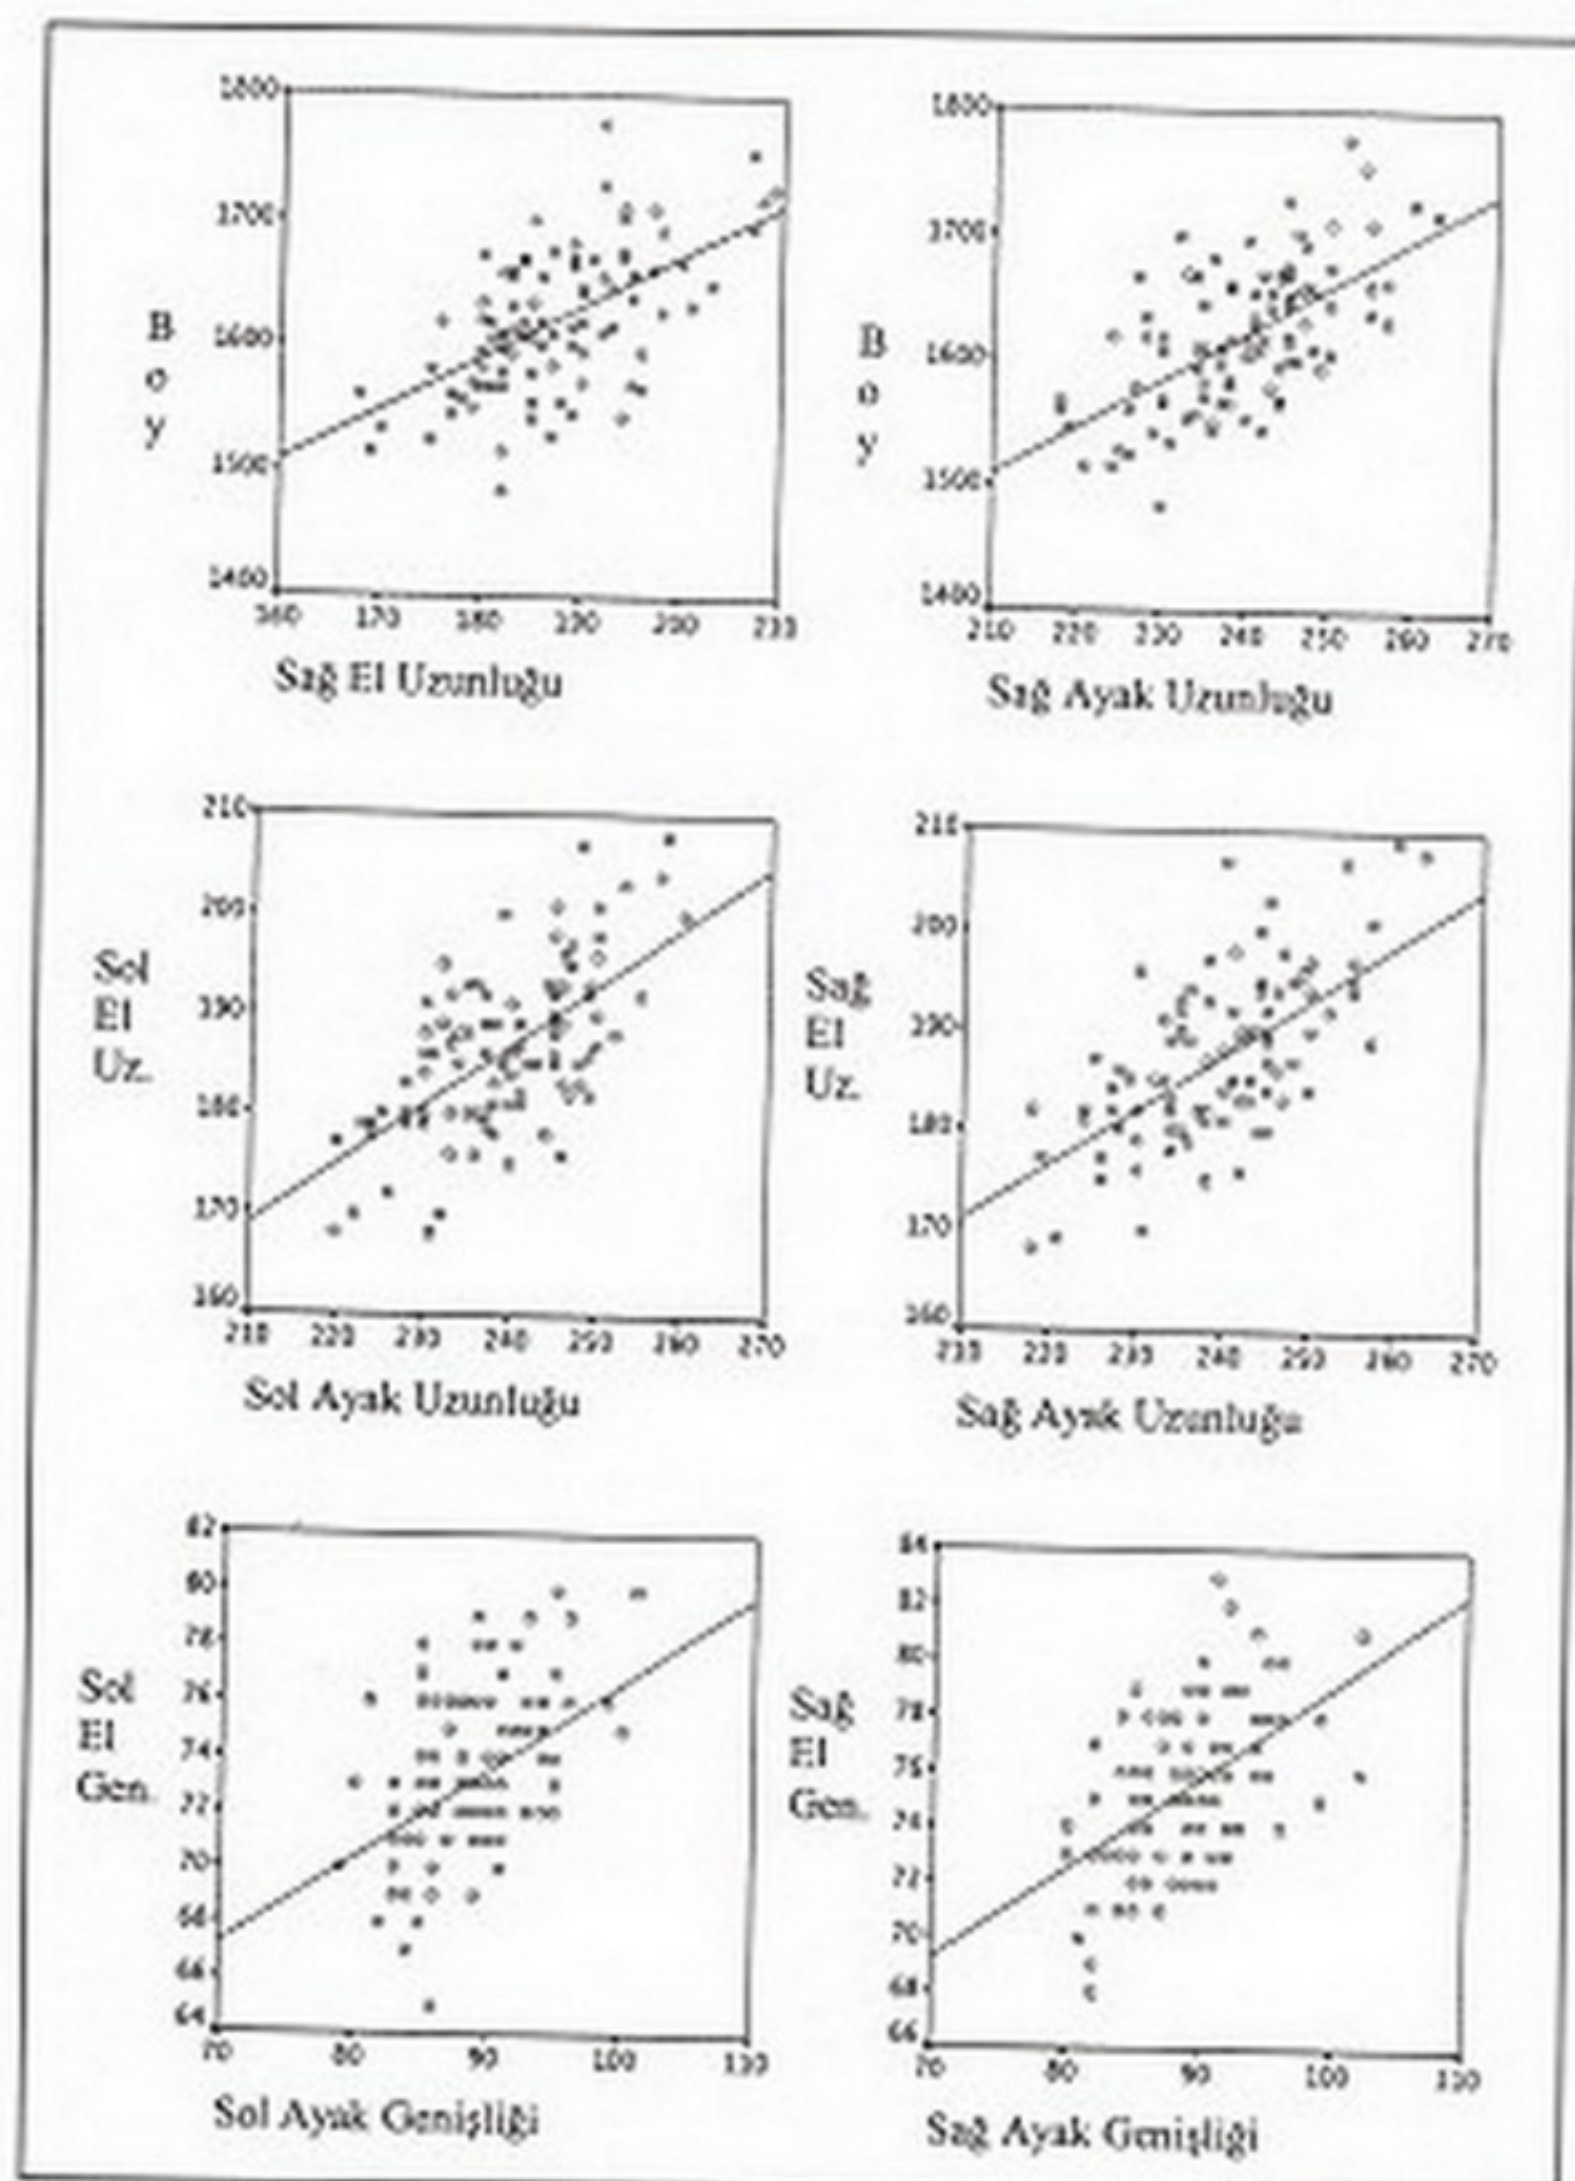 1800
1700
B
o
y
1600
1500
1400
160 170 180 190 200 210
Sağ El Uzunluğu
1800
1700
B
o
y
1600
1500
1400
210 220 230 240 250 260 270
Sağ Ayak Uzunluğu
210
200
Sol
El
Uz.
190
180
170
160
210 220 230 240 250 260 270
Sol Ayak Uzunluğu
210
200
Sağ
El
Uz.
190
180
170
160
210 220 230 240 250 260 270
Sağ Ayak Uzunluğu
82
80
78
Sol
El
Gen.
76
74
72
70
68
66
64
70 80 90 100 110
Sol Ayak Genişliği
84
82
80
Sağ
El
Gen.
78
76
74
72
70
68
66
70 80 90 100 110
Sağ Ayak Genişliği